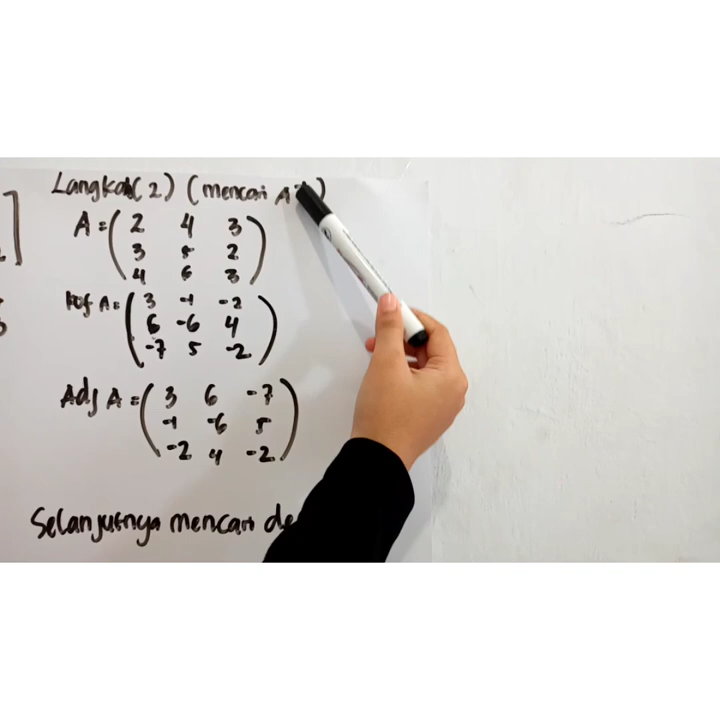 Langkah (2) (mencari A
A = ( 2 4 3
3 5 2
4 6 3 )
kof A = ( 3 -1 -2
6 -6 4
-7 5 -2 )
Adj A = ( 3 6 -7
-1 -6 5
-2 4 -2 )
Selanjutnya mencari de